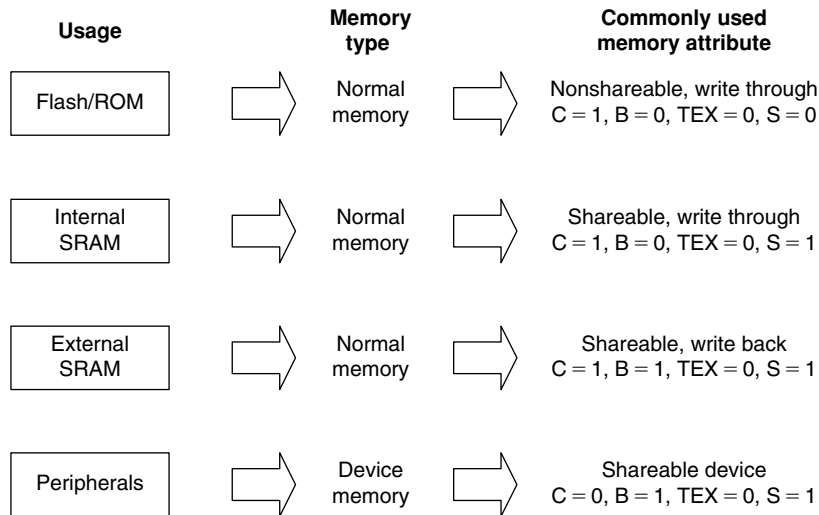 Usage
Memory
type
Commonly used
memory attribute
Flash/ROM
Normal
memory
Nonshareable, write through
C = 1, B = 0, TEX = 0, S = 0
Internal
SRAM
Normal
memory
Shareable, write through
C = 1, B = 0, TEX = 0, S = 1
External
SRAM
Normal
memory
Shareable, write back
C = 1, B = 1, TEX = 0, S = 1
Peripherals
Device
memory
Shareable device
C = 0, B = 1, TEX = 0, S = 1